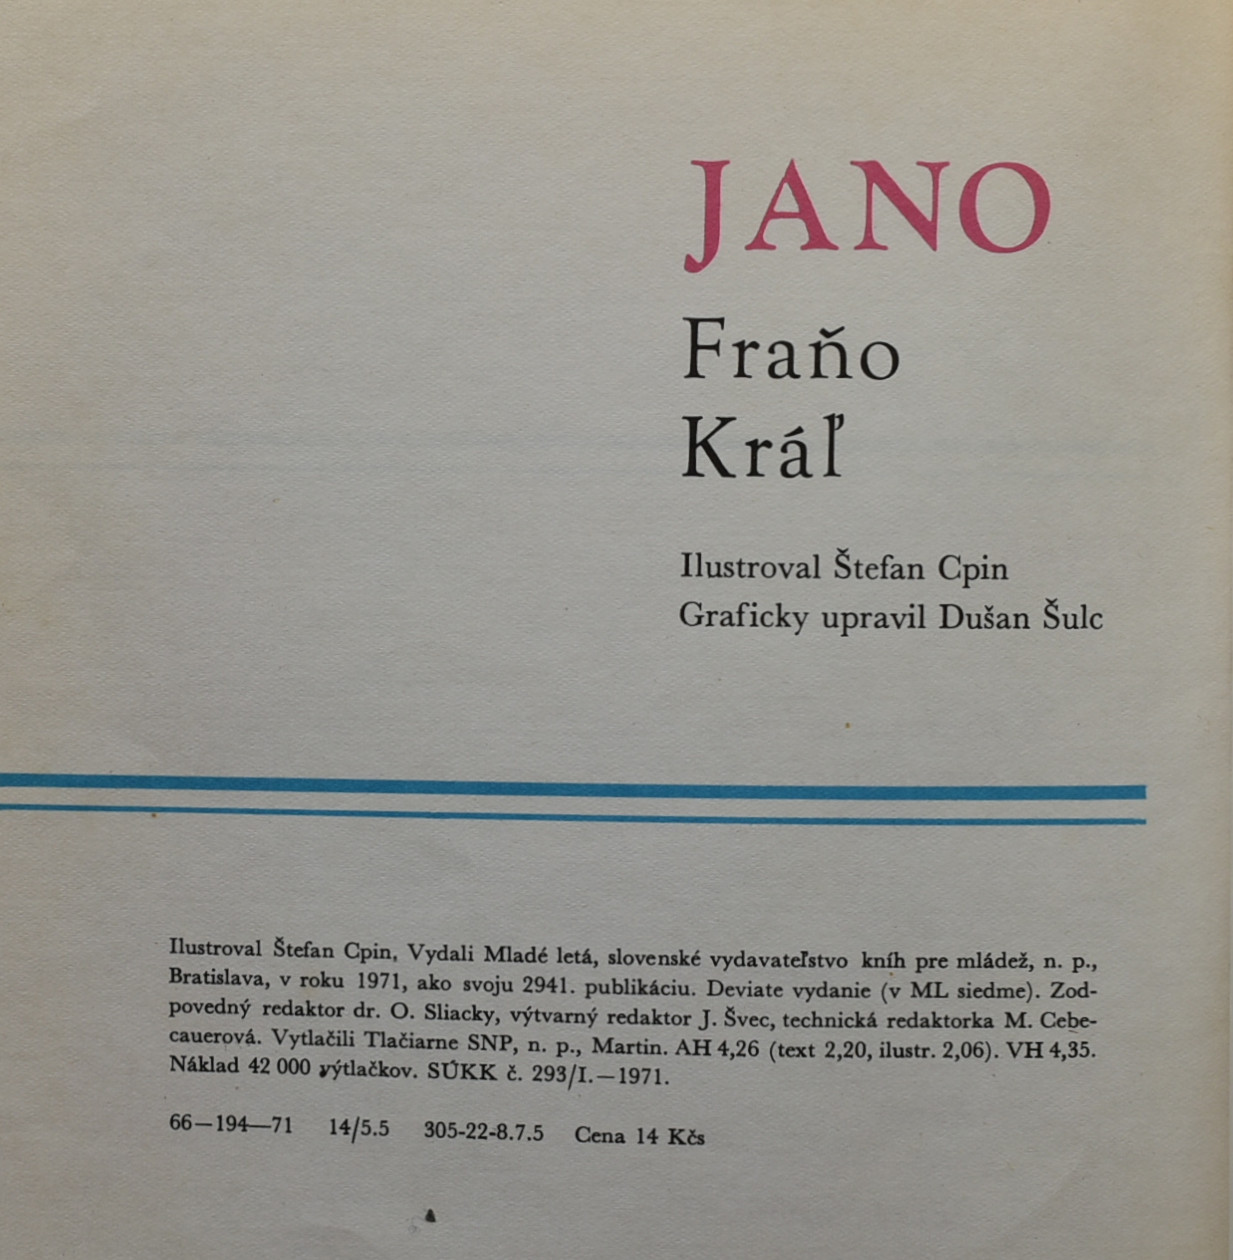 JANO
Fraňo
Kráľ
Ilustroval Štefan Cpin
Graficky upravil Dušan Šulc
Ilustroval Štefan Cpin, Vydali Mladé letá, slovenské vydavateľstvo kníh pre mládež, n. p.,
Bratislava, v roku 1971, ako svoju 2941. publikáciu. Deviate vydanie (v ML siedme). Zod-
povedný redaktor dr. O. Sliacky, výtvarný redaktor J. Švec, technická redaktorka M. Cebe-
cauerová. Vytlačili Tlačiarne SNP, n. p., Martin. AH 4,26 (text 2,20, ilustr. 2,06). VH 4,35.
Náklad 42 000 výtlačkov. SÚKK č. 293/I.—1971.
66—194—71 14/5.5 305-22-8.7.5 Cena 14 Kčs